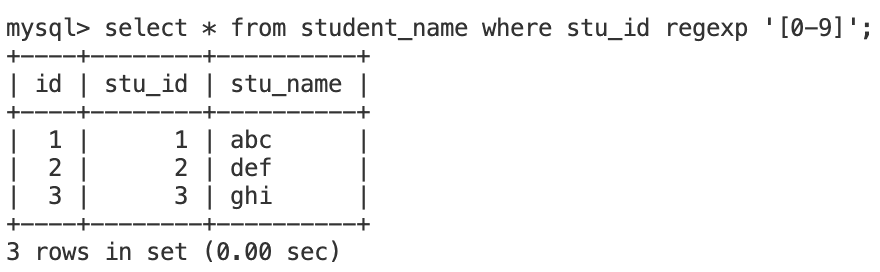 mysql> select * from student_name where stu_id regexp '[0-9]';
+----+--------+----------+
| id | stu_id | stu_name |
+----+--------+----------+
|  1 |      1 | abc      |
|  2 |      2 | def      |
|  3 |      3 | ghi      |
+----+--------+----------+
3 rows in set (0.00 sec)